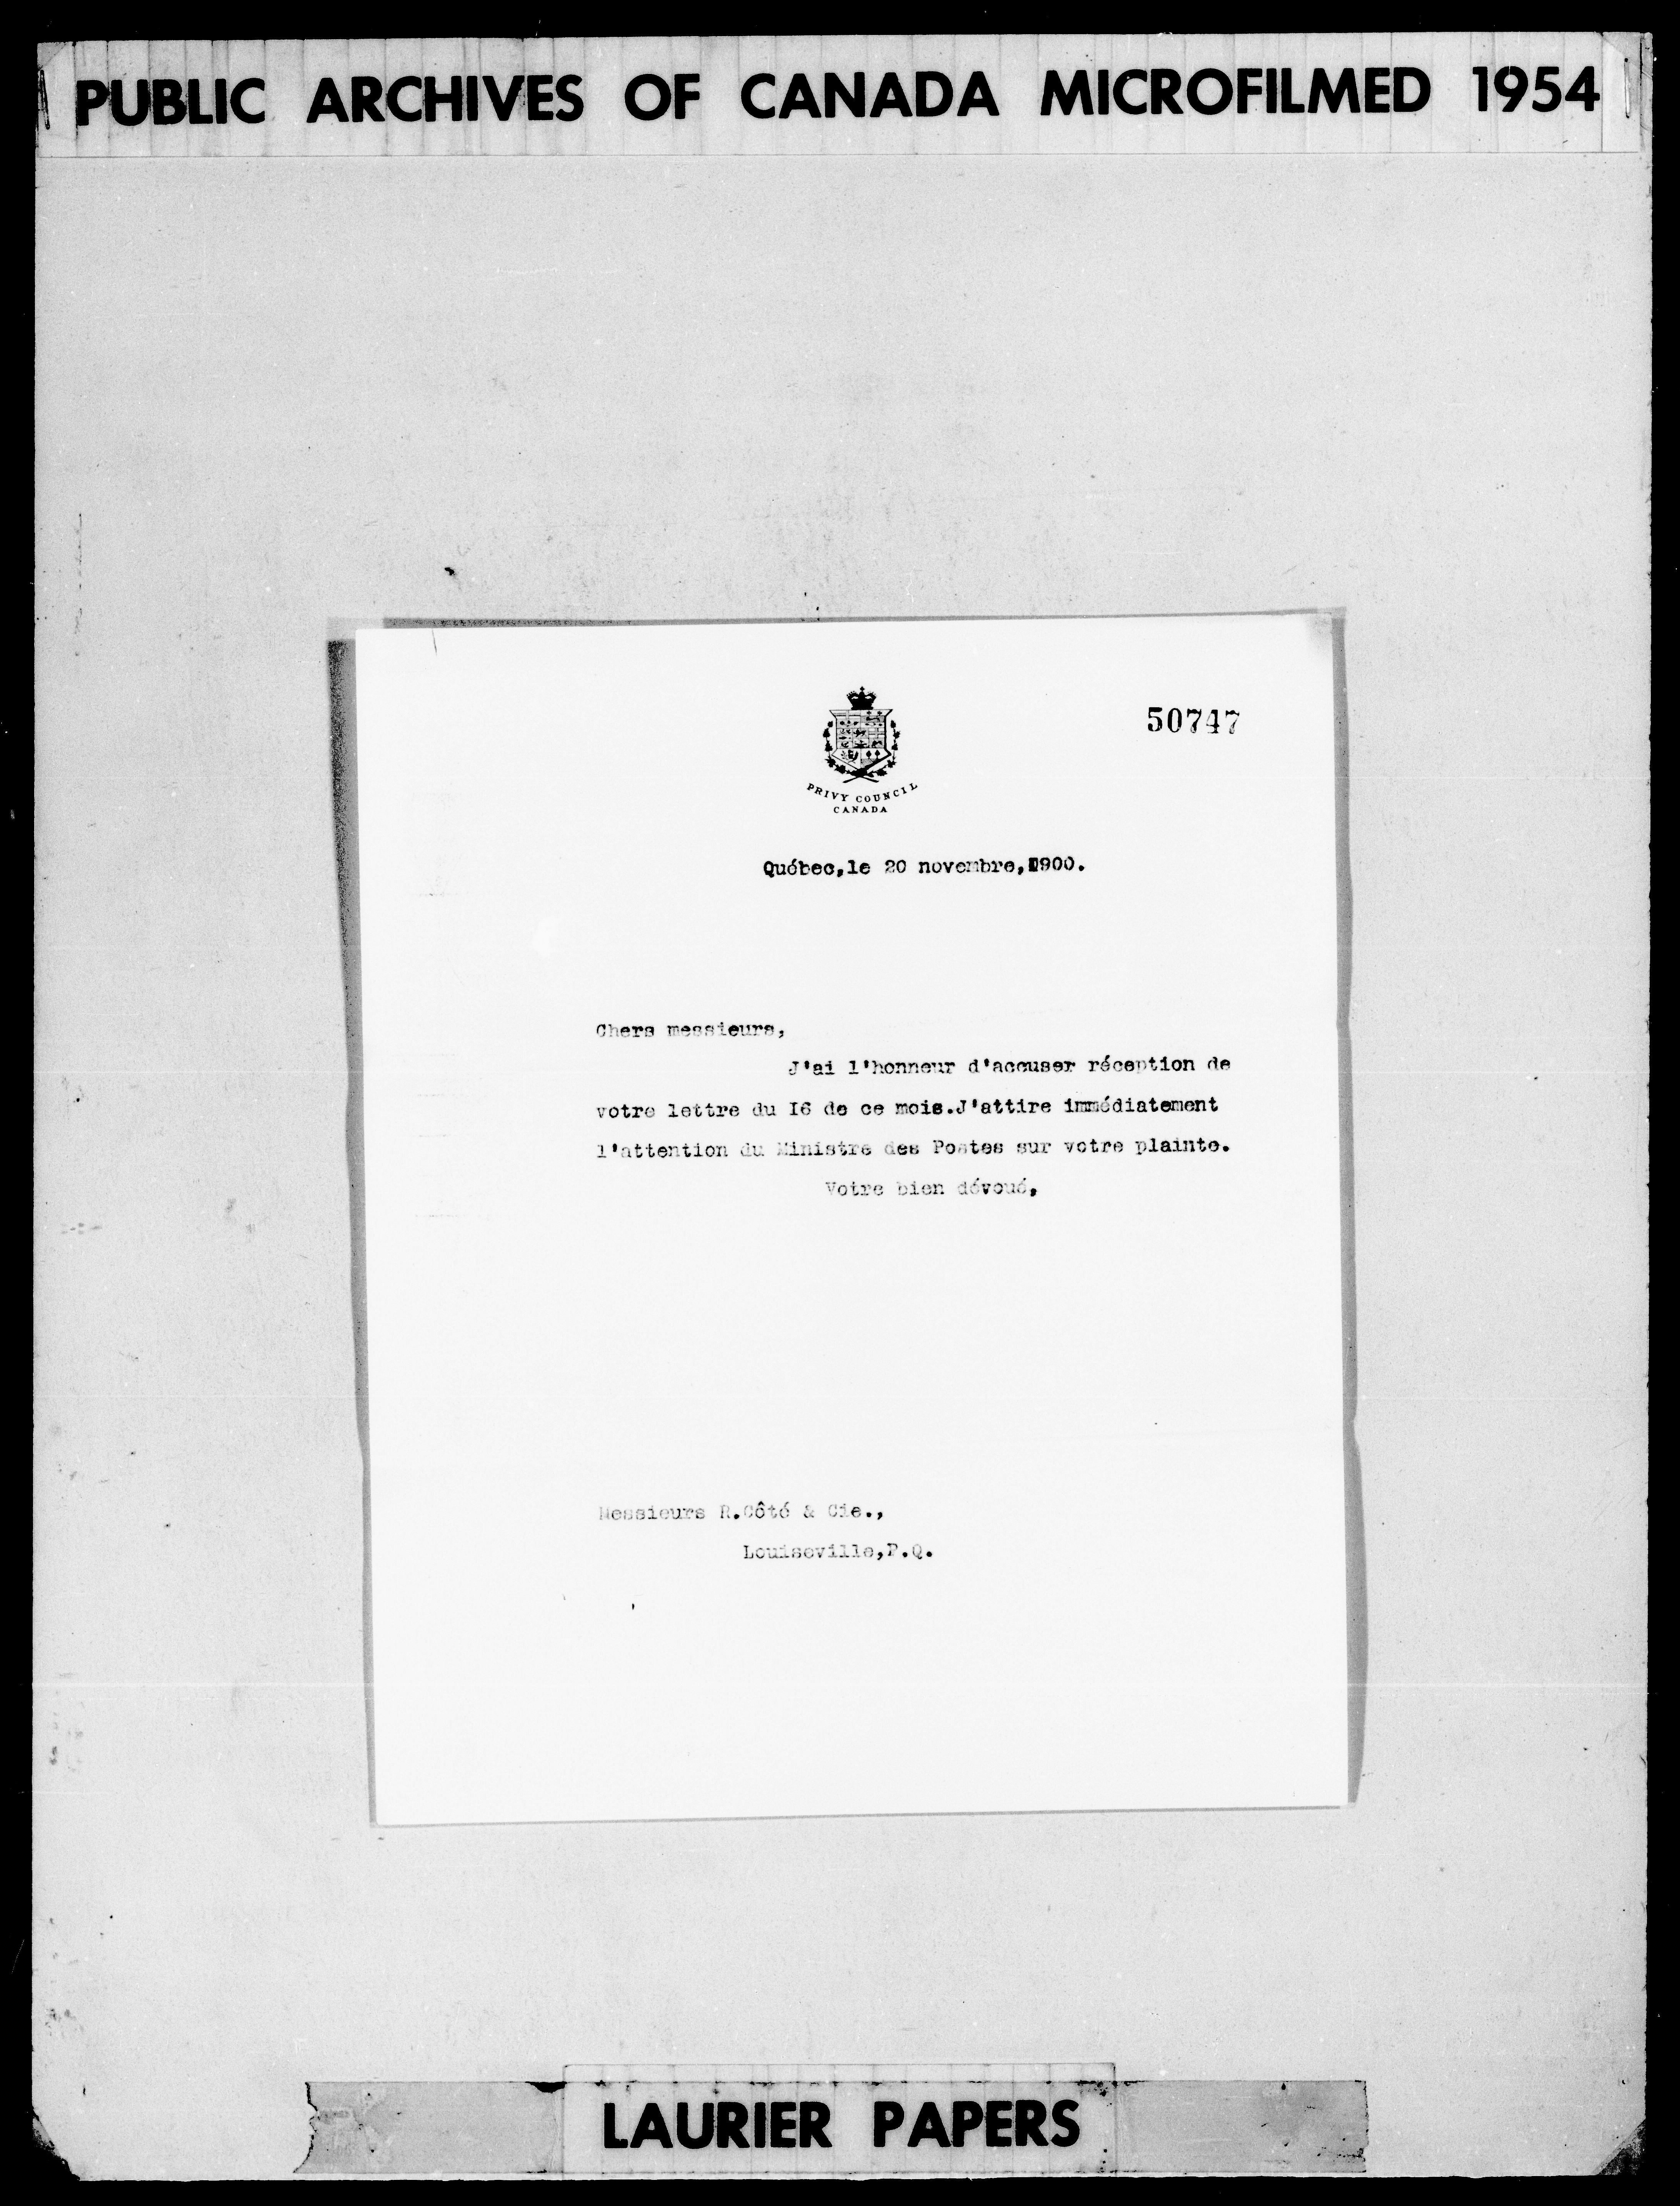 PUBLIC ARCHIVES OF CANADA MICROFILMED 1954
50747
PRIVY COUNCIL
CANADA
Québec,le 20 novembre,1900.
Chers messieurs,
J'ai l'honneur d'accuser réception de
votre lettre du I6 de ce mois.J'attire immédiatement
l'attention du Ministre des Postes sur votre plainte.
Votre bien dévoué,
Messieurs R.Côté & Cie.,
Louiseville,P.Q.
LAURIER PAPERS